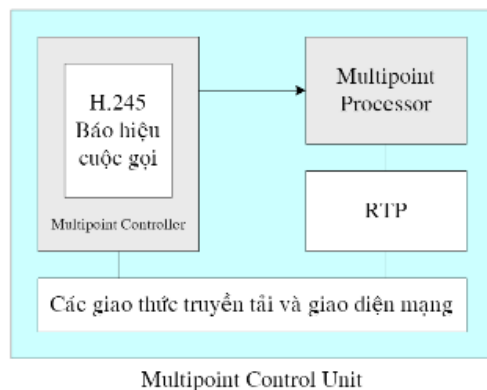 H.245
Báo hiệu
cuộc gọi
Multipoint Controller
Multipoint
Processor
RTP
Các giao thức truyền tải và giao diện mạng
Multipoint Control Unit